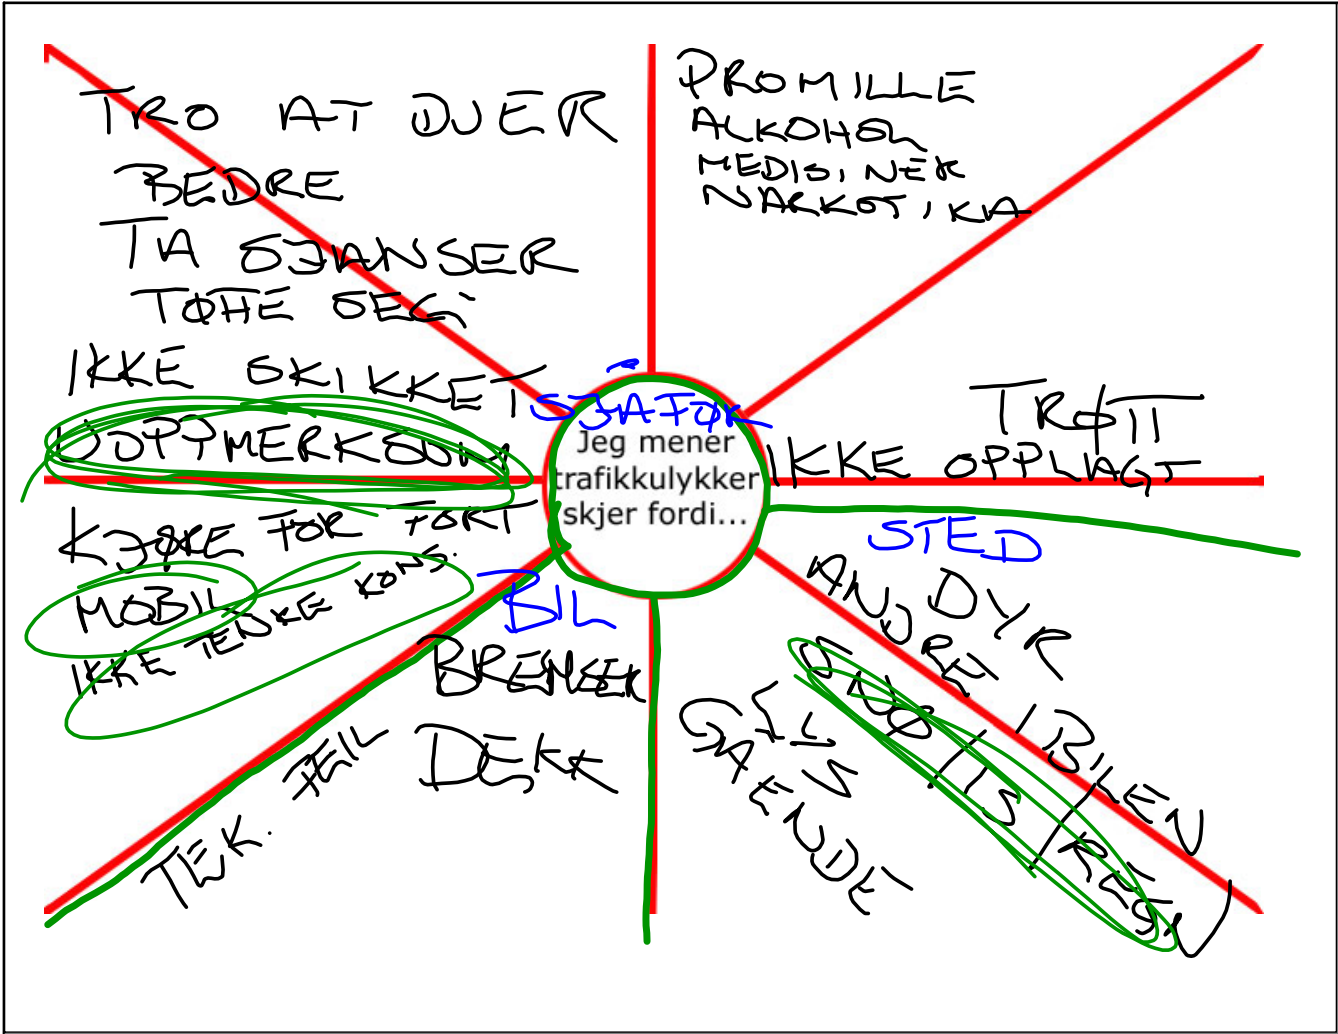 TRO AT DU ER
BEDRE
TA SJANSER
TØFFE SEG
IKKE SKIKKET
UOPPMERKSOM
KJØRE FOR FORT
MOBIL
IKKE TENKE KONS.
PROMILLE
ALKOHOL
MEDISINER
NARKOTIKA
SJÅFØR
Jeg mener
trafikkulykker
skjer fordi...
TRØTT
IKKE OPPLAGT
STED
DYR
ANDRE I BILEN
SNØ / IS / REGN
LYS
GÅENDE
BIL
BREMSER
DEKK
TEK. FEIL